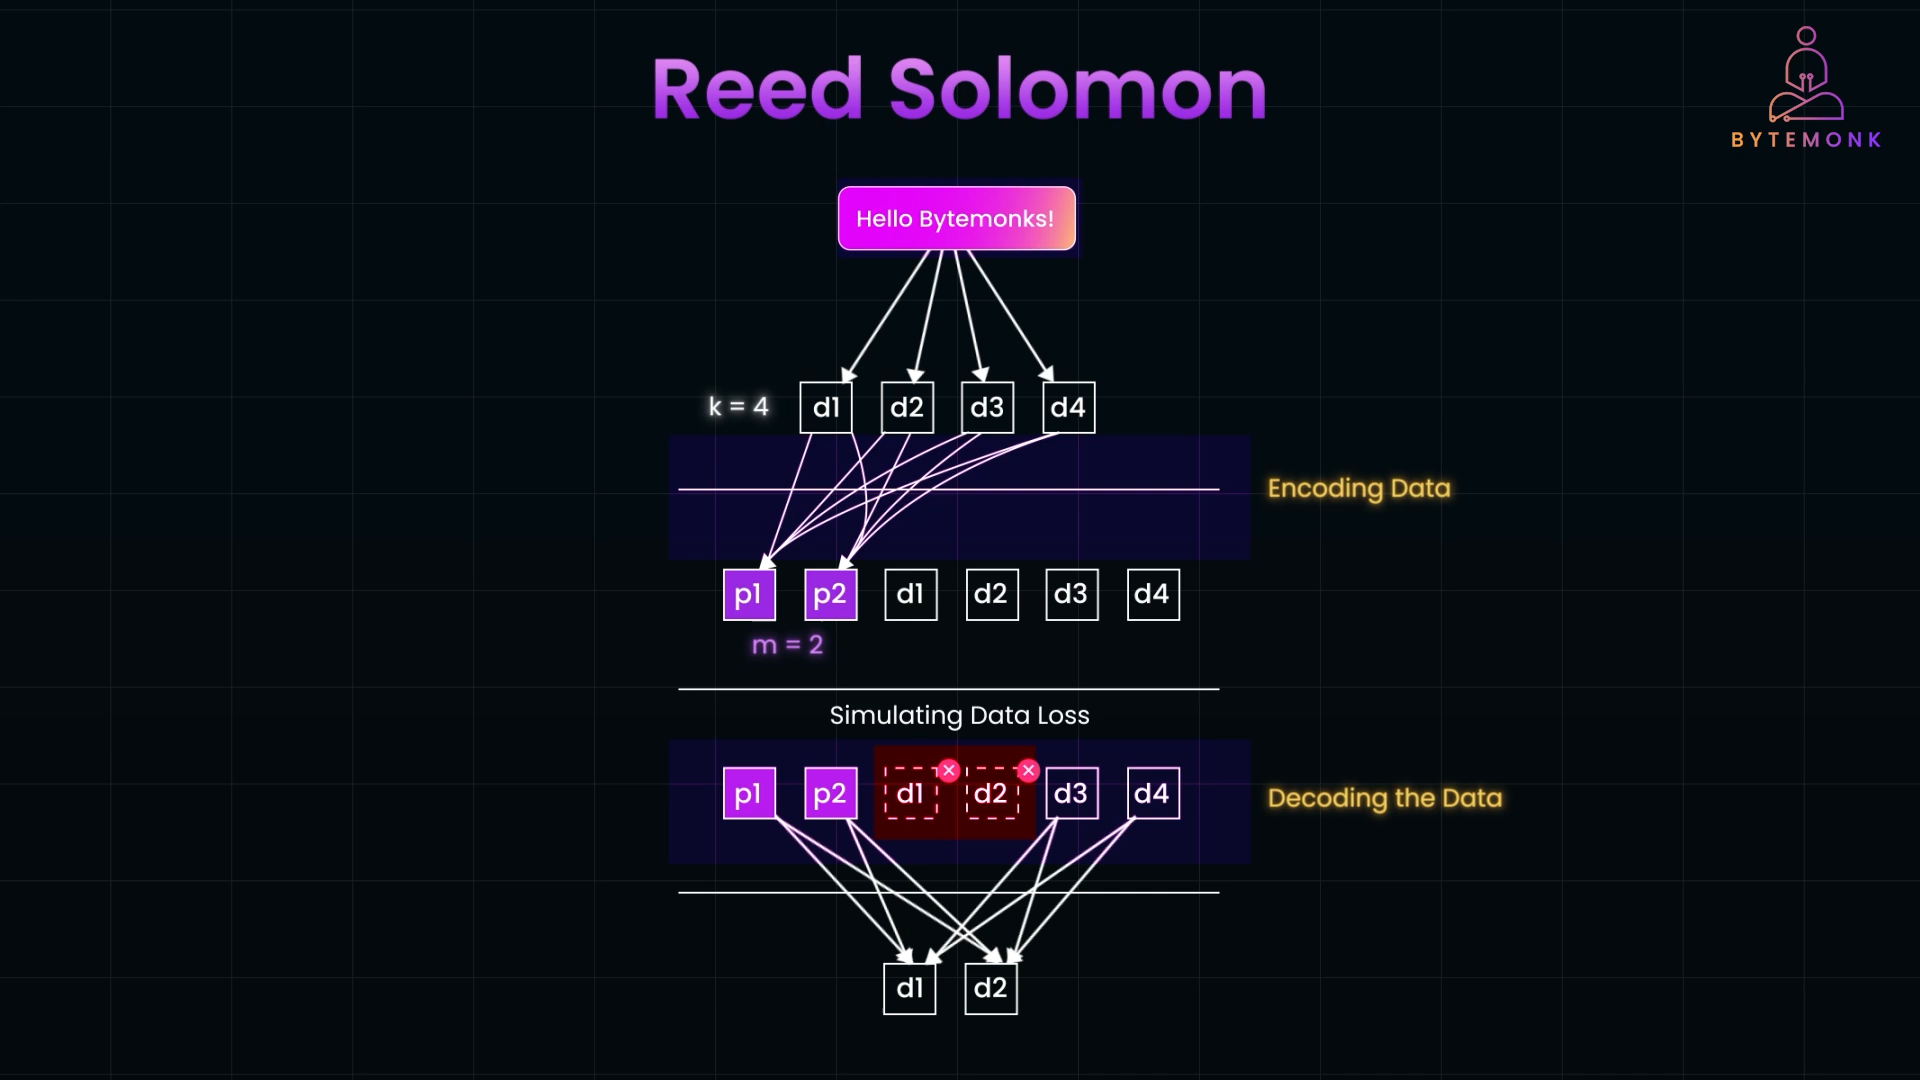 Reed Solomon
BYTEMONK
Hello Bytemonks!
k = 4 d1 d2 d3 d4
Encoding Data
p1 p2 d1 d2 d3 d4
m = 2
Simulating Data Loss
p1 p2 d1 d2 d3 d4
Decoding the Data
d1 d2